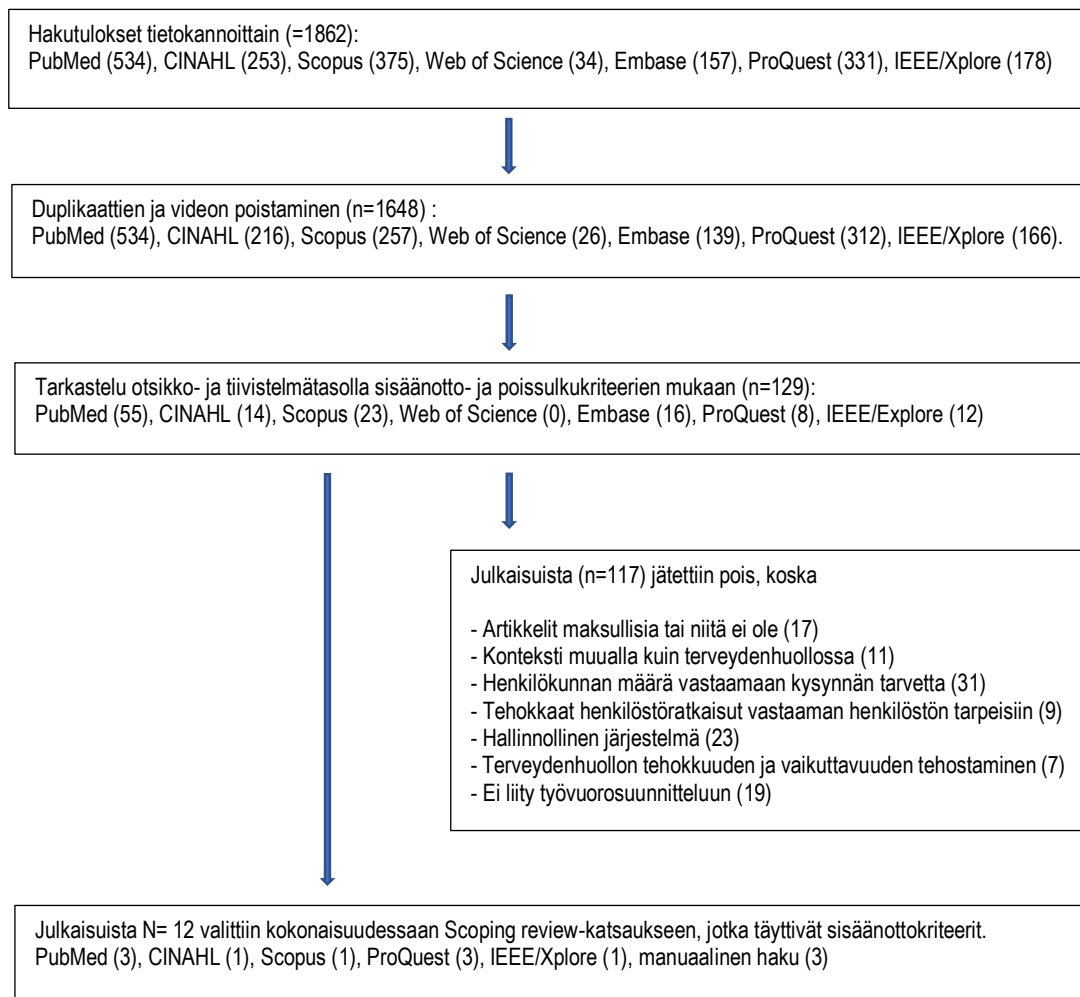 Hakutulokset tietokannoittain (=1862):
PubMed (534), CINAHL (253), Scopus (375), Web of Science (34), Embase (157), ProQuest (331), IEEE/Xplore (178)
Duplikaattien ja videon poistaminen (n=1648) :
PubMed (534), CINAHL (216), Scopus (257), Web of Science (26), Embase (139), ProQuest (312), IEEE/Xplore (166).
Tarkastelu otsikko- ja tiivistelmätasolla sisäänotto- ja poissulkukriteerien mukaan (n=129):
PubMed (55), CINAHL (14), Scopus (23), Web of Science (0), Embase (16), ProQuest (8), IEEE/Explore (12)
Julkaisuista (n=117) jätettiin pois, koska
- Artikkelit maksullisia tai niitä ei ole (17)
- Konteksti muualla kuin terveydenhuollossa (11)
- Henkilökunnan määrä vastaamaan kysynnän tarvetta (31)
- Tehokkaat henkilöstöratkaisut vastaaman henkilöstön tarpeisiin (9)
- Hallinnollinen järjestelmä (23)
- Terveydenhuollon tehokkuuden ja vaikuttavuuden tehostaminen (7)
- Ei liity työvuorosuunnitteluun (19)
Julkaisuista N= 12 valittiin kokonaisuudessaan Scoping review-katsaukseen, jotka täyttivät sisäänottokriteerit.
PubMed (3), CINAHL (1), Scopus (1), ProQuest (3), IEEE/Xplore (1), manuaalinen haku (3)